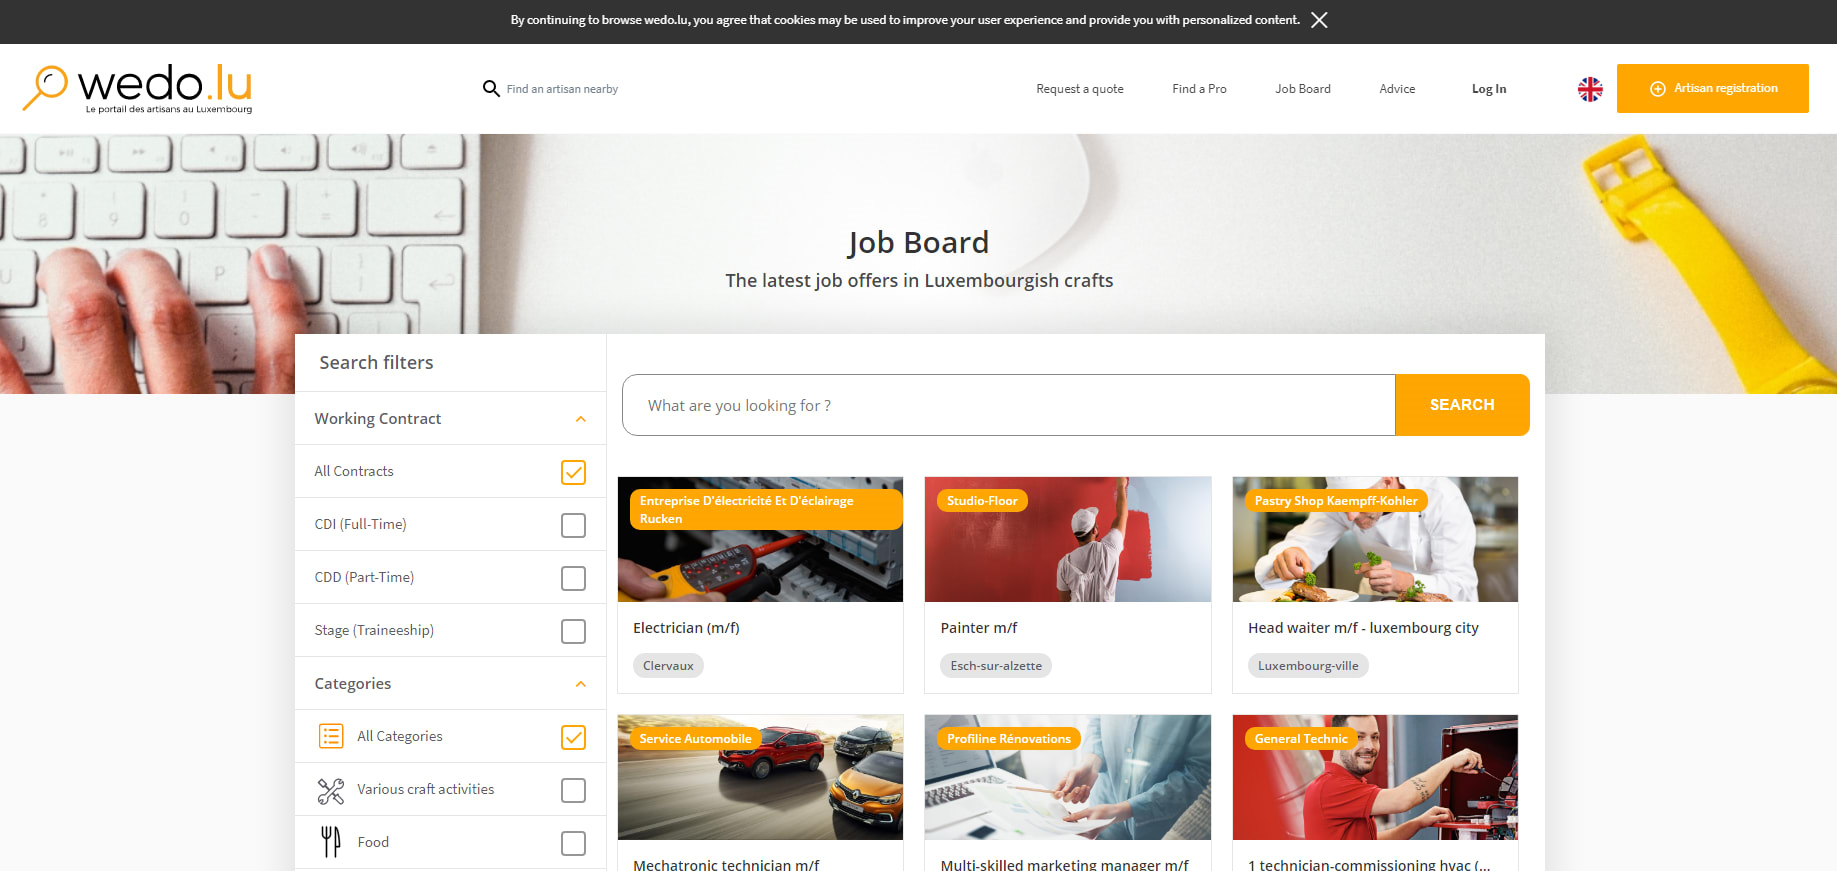 By continuing to browse wedo.lu, you agree that cookies may be used to improve your user experience and provide you with personalized content.
wedo.lu
Le portail des artisans au Luxembourg
Find an artisan nearby
Request a quote
Find a Pro
Job Board
Advice
Log In
Artisan registration
Job Board
The latest job offers in Luxembourgish crafts
Search filters
Working Contract
All Contracts
CDI (Full-Time)
CDD (Part-Time)
Stage (Traineeship)
Categories
All Categories
Various craft activities
Food
What are you looking for ?
SEARCH
Entreprise D'électricité Et D'éclairage
Rucken
Electrician (m/f)
Clervaux
Studio-Floor
Painter m/f
Esch-sur-alzette
Pastry Shop Kaempff-Kohler
Head waiter m/f - luxembourg city
Luxembourg-ville
Service Automobile
Mechatronic technician m/f
Profiline Rénovations
Multi-skilled marketing manager m/f
General Technic
1 technician-commissioning hvac (...